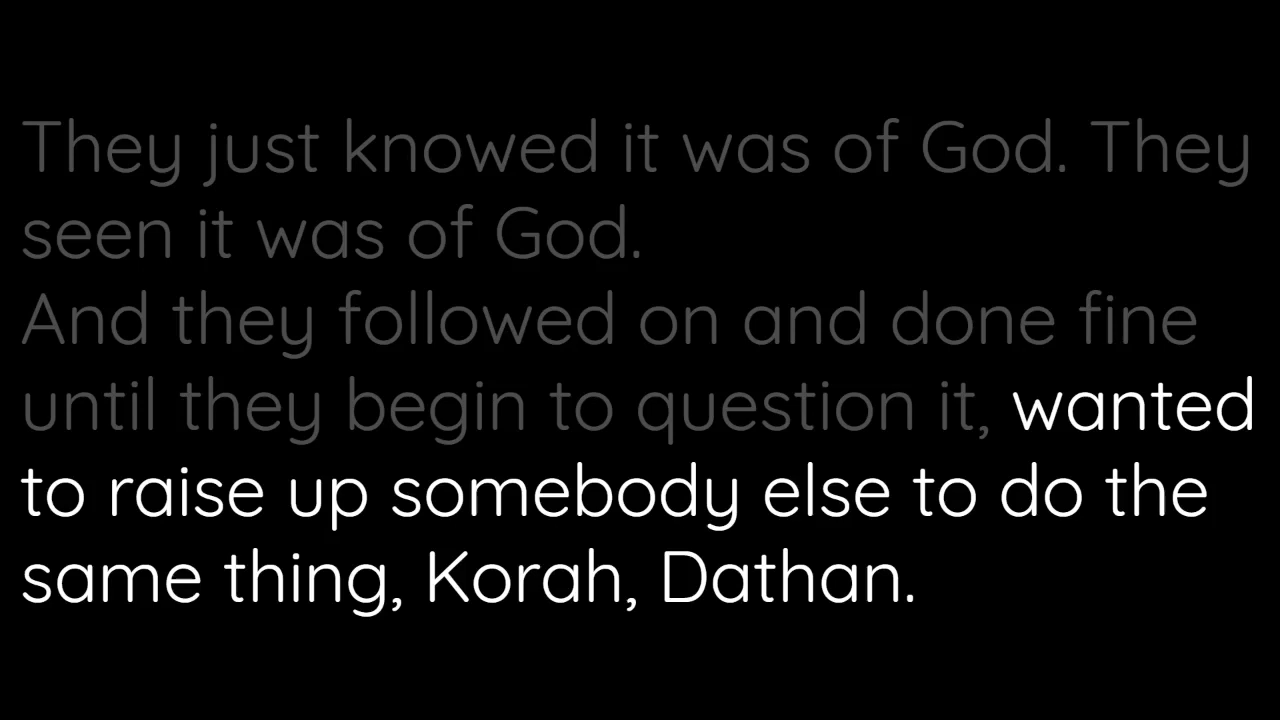 They just knowed it was of God. They
seen it was of God.
And they followed on and done fine
until they begin to question it, wanted
to raise up somebody else to do the
same thing, Korah, Dathan.